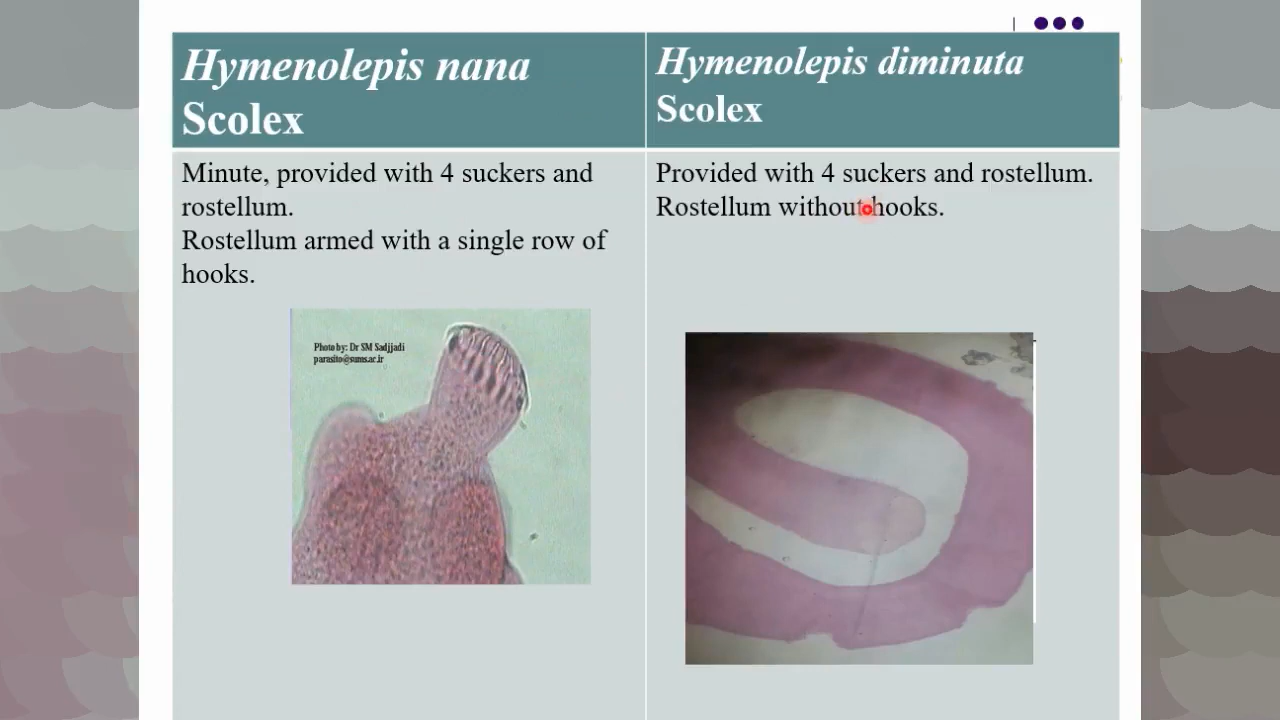 Hymenolepis nana
Scolex
Hymenolepis diminuta
Scolex
Minute, provided with 4 suckers and
rostellum.
Rostellum armed with a single row of
hooks.
Provided with 4 suckers and rostellum.
Rostellum without hooks.
Photo by: Dr SM Sadjjadi
parasito@sums.ac.ir